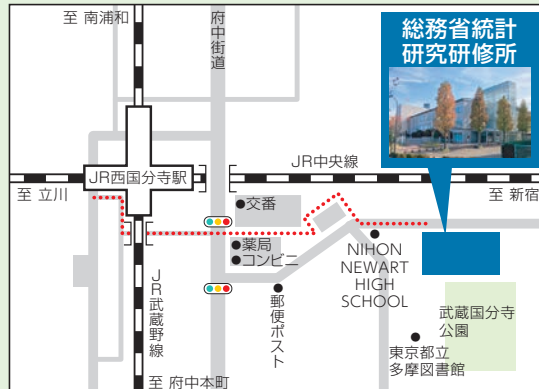 至 南浦和
府中街道
総務省統計
研究研修所
JR西国分寺駅
JR中央線
至 立川
至 新宿
交番
薬局
コンビニ
NIHON
NEWART
HIGH
SCHOOL
JR武蔵野線
郵便ポスト
武蔵国分寺
公園
東京都立
多摩図書館
至 府中本町